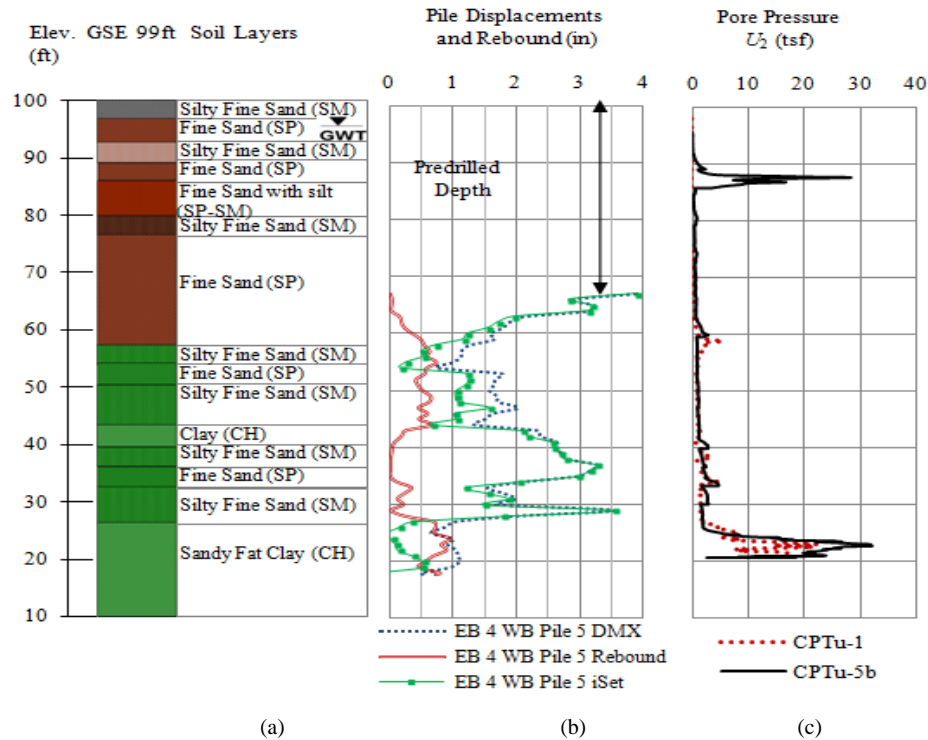 Elev. GSE 99ft Soil Layers
(ft)
100
90
80
70
60
50
40
30
20
10
Silty Fine Sand (SM)
Fine Sand (SP)
GWT
Silty Fine Sand (SM)
Fine Sand (SP)
Fine Sand with silt
(SP-SM)
Silty Fine Sand (SM)
Fine Sand (SP)
Silty Fine Sand (SM)
Fine Sand (SP)
Silty Fine Sand (SM)
Clay (CH)
Silty Fine Sand (SM)
Fine Sand (SP)
Silty Fine Sand (SM)
Sandy Fat Clay (CH)
(a)
Pile Displacements
and Rebound (in)
0 1 2 3 4
Predrilled
Depth
EB 4 WB Pile 5 DMX
EB 4 WB Pile 5 Rebound
EB 4 WB Pile 5 iSet
(b)
Pore Pressure
U2 (tsf)
0 10 20 30 40
CPTu-1
CPTu-5b
(c)